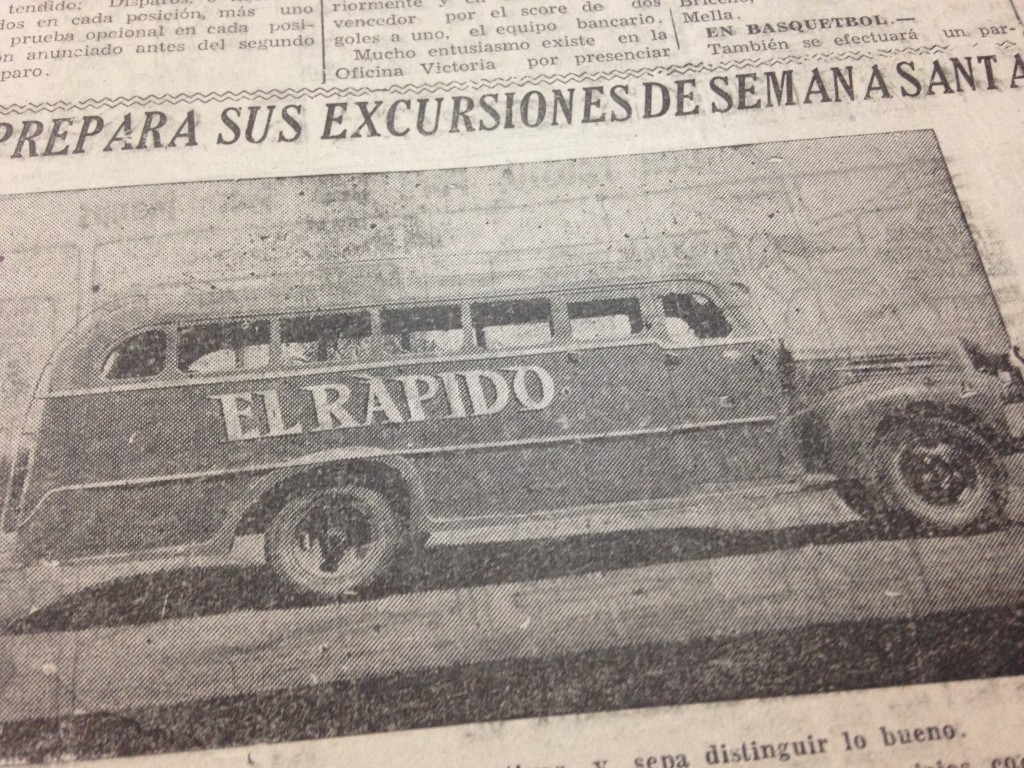 tendido; Disparos,
dos en cada posición, más uno
prueba opcional en cada posi-
n anunciado antes del segundo
paro.
riormente y
vencedor por el score de dos
goles a uno, el equipo bancario.
Mucho entusiasmo existe en la
Oficina Victoria por presenciar
Briceño,
Mella.
EN BASQUETBOL.—
También se efectuará un par-
PREPARA SUS EXCURSIONES DE SEMANA SANTA
EL RAPIDO
y sepa distinguir lo bueno.